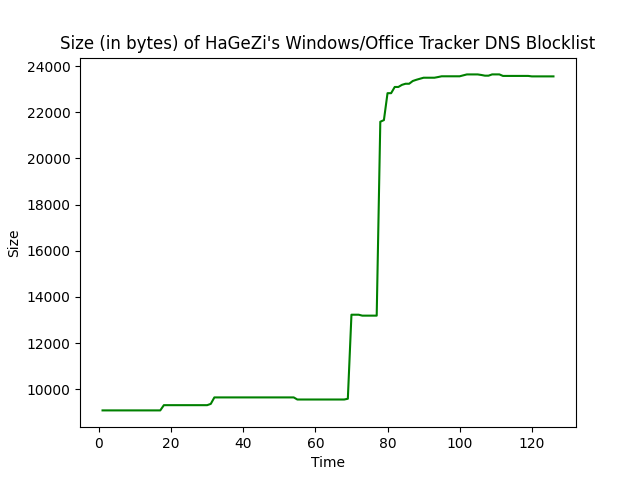 Size (in bytes) of HaGeZi's Windows/Office Tracker DNS Blocklist
24000
22000
20000
18000
16000
14000
12000
10000
Size
0 20 40 60 80 100 120
Time